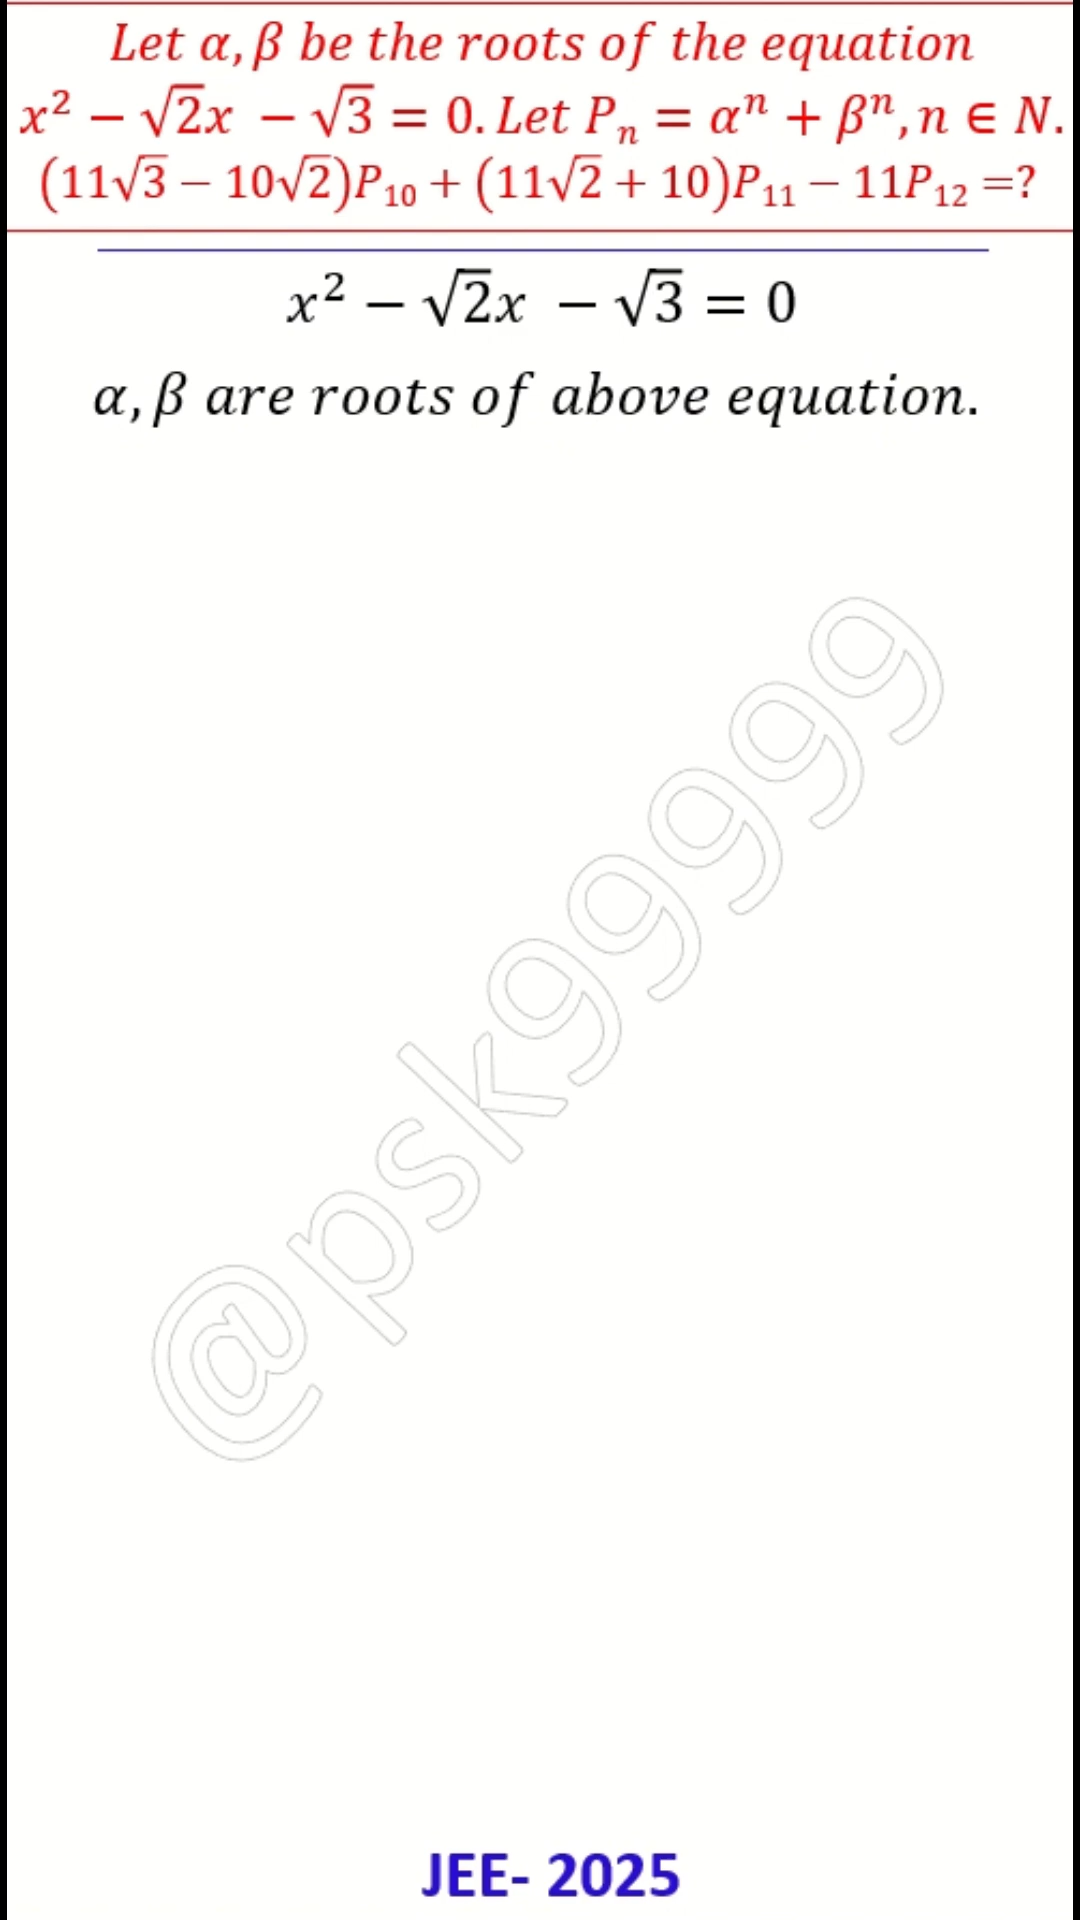 Let α, β be the roots of the equation
x² − √2x − √3 = 0. Let Pₙ = αⁿ + βⁿ, n ∈ N.
(11√3 − 10√2)P₁₀ + (11√2 + 10)P₁₁ − 11P₁₂ =?
x² − √2x − √3 = 0
α, β are roots of above equation.
@psk9999
JEE- 2025